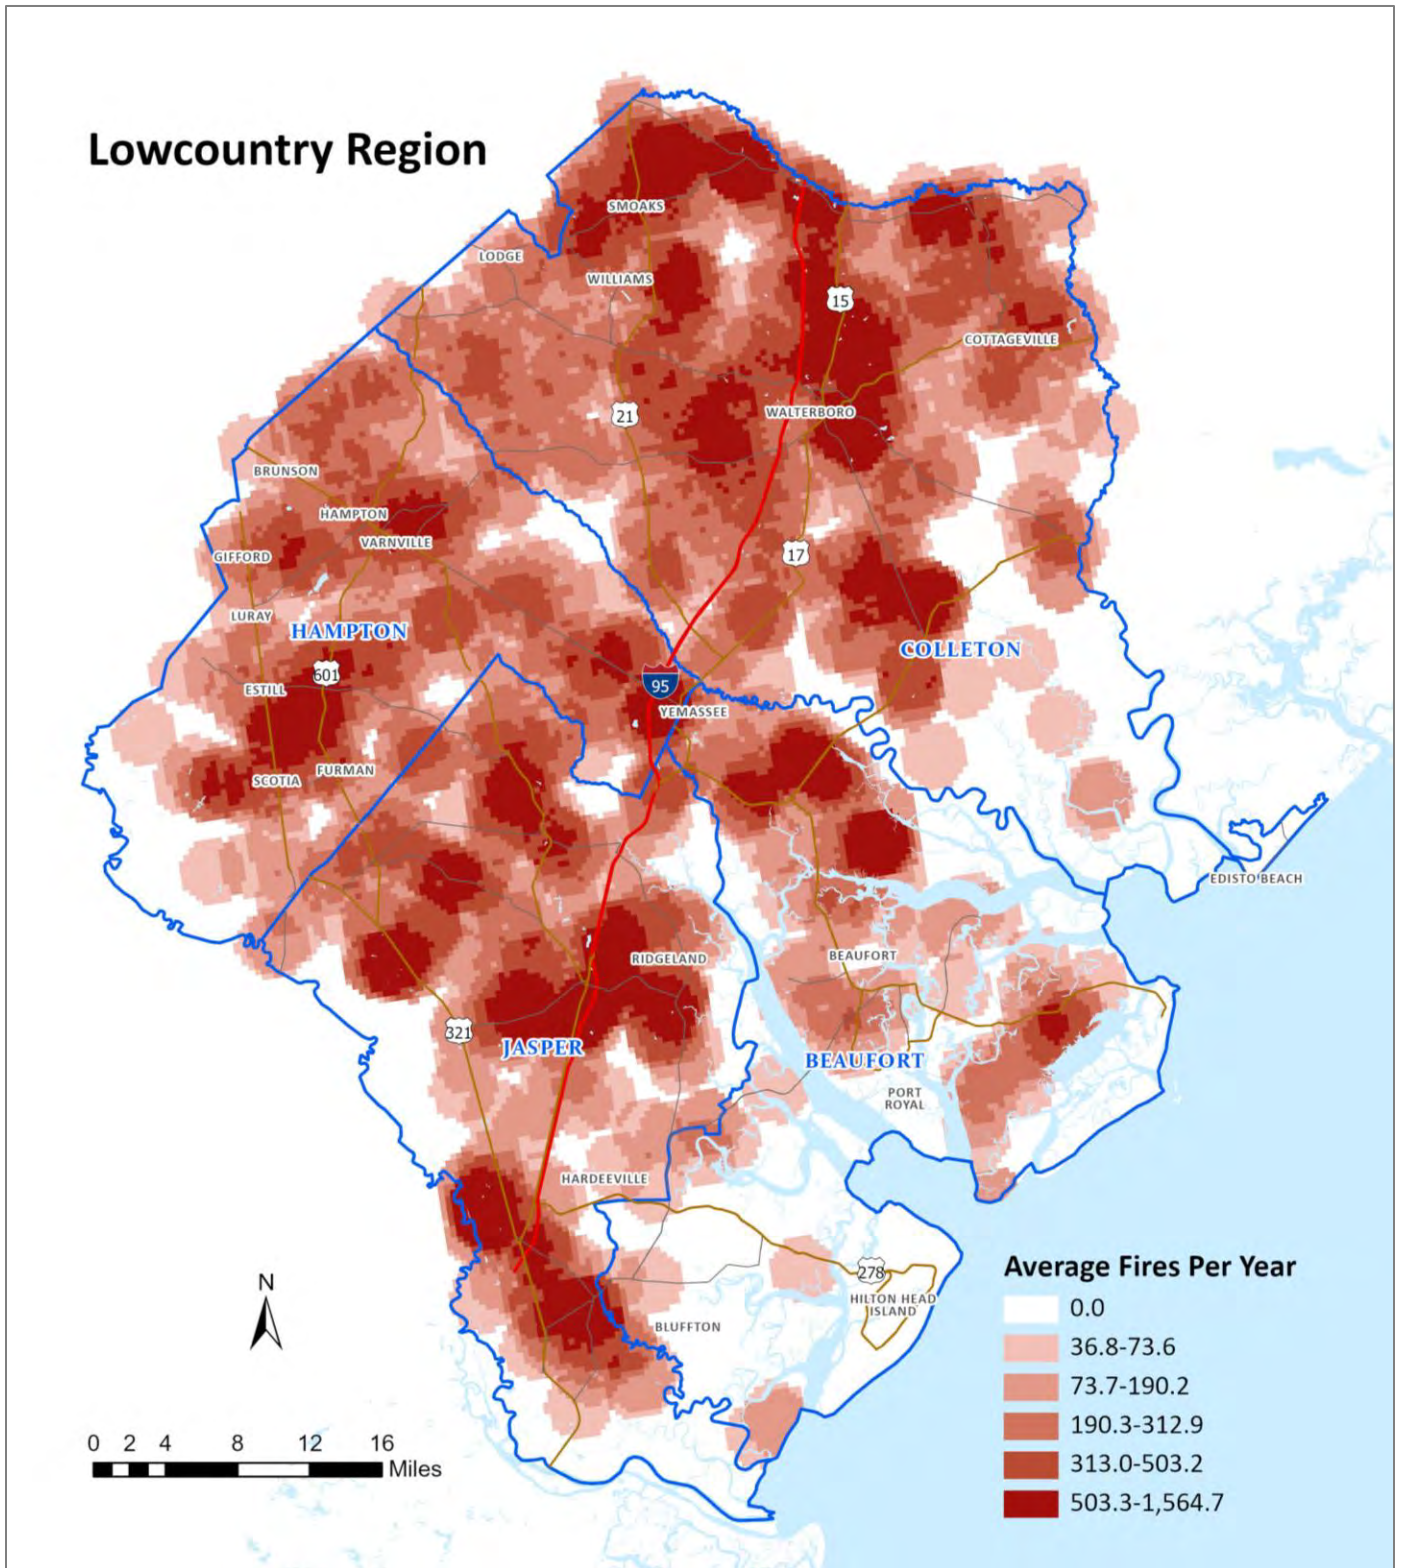 Lowcountry Region
SMOAKS
LODGE
WILLIAMS
15
COTTAGEVILLE
21
WALTERBORO
BRUNSON
HAMPTON
VARNVILLE
GIFFORD
17
LURAY
HAMPTON
COLLETON
601
ESTILL
95
YEMASSEE
SCOTIA
FURMAN
EDISTO BEACH
RIDGELAND
BEAUFORT
321
JASPER
BEAUFORT
PORT
ROYAL
HARDEEVILLE
278
HILTON HEAD
ISLAND
BLUFFTON
N
0 2 4 8 12 16
Miles
Average Fires Per Year
0.0
36.8-73.6
73.7-190.2
190.3-312.9
313.0-503.2
503.3-1,564.7